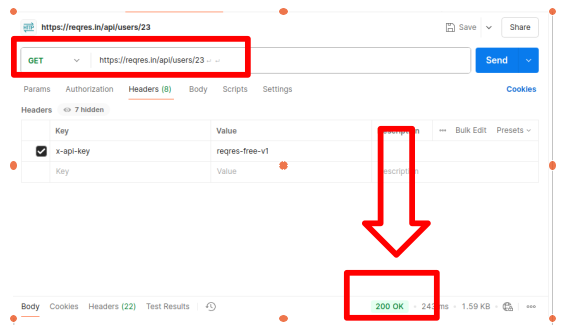 HTTP https://reqres.in/api/users/23 Save Share
GET https://reqres.in/api/users/23 Send
Params Authorization Headers (8) Body Scripts Settings Cookies
Headers 7 hidden
Key Value Description Bulk Edit Presets
x-api-key reqres-free-v1
Key Value Description
Body Cookies Headers (22) Test Results 200 OK 243 ms 1.59 KB